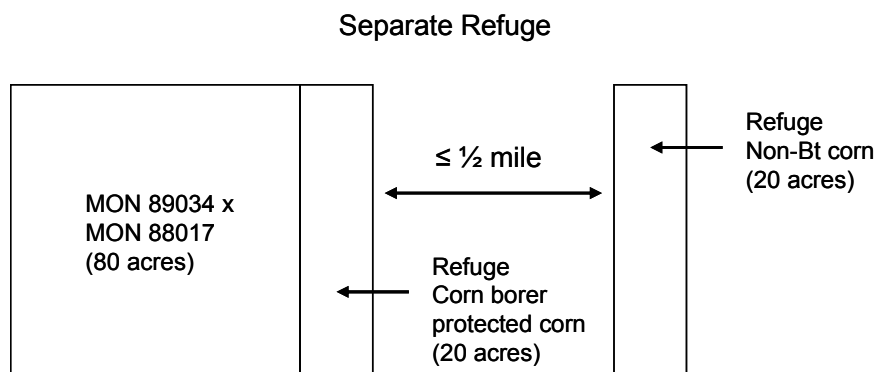 Separate Refuge
MON 89034 x
MON 88017
(80 acres)
≤ ½ mile
Refuge
Corn borer
protected corn
(20 acres)
Refuge
Non-Bt corn
(20 acres)